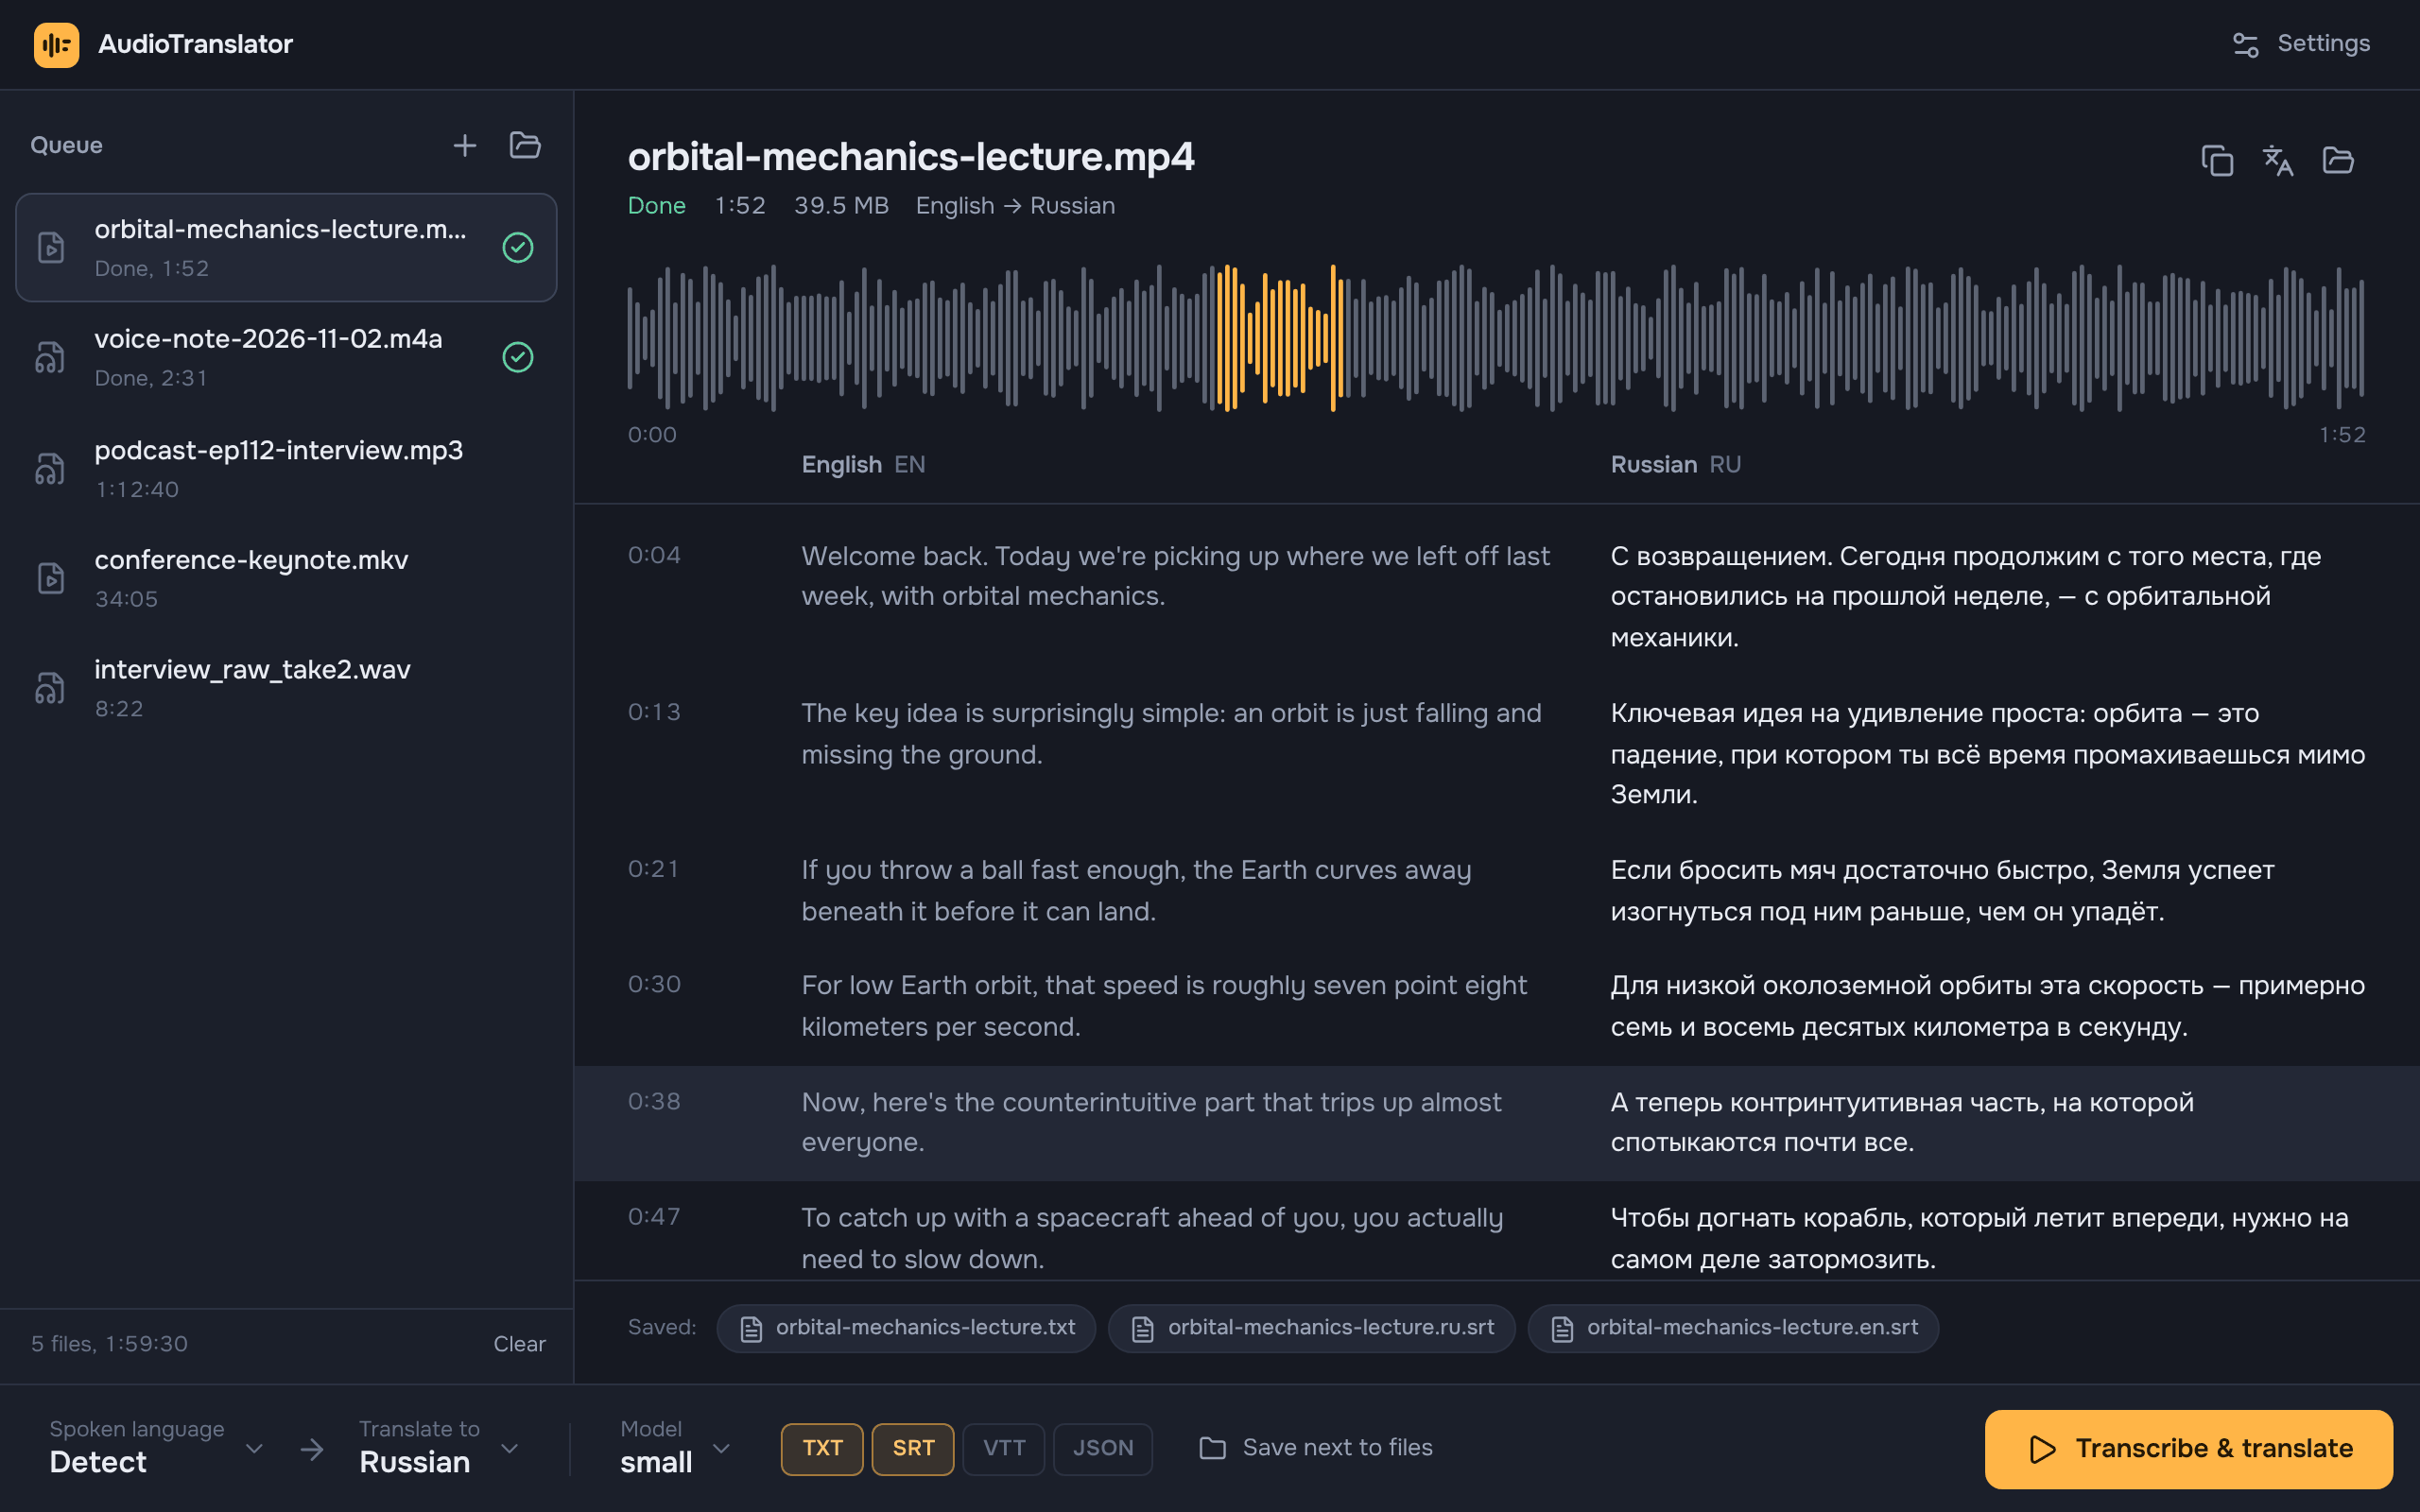 AudioTranslator
Settings
Queue
orbital-mechanics-lecture.m...
Done, 1:52
voice-note-2026-11-02.m4a
Done, 2:31
podcast-ep112-interview.mp3
1:12:40
conference-keynote.mkv
34:05
interview_raw_take2.wav
8:22
5 files, 1:59:30
Clear
orbital-mechanics-lecture.mp4
Done 1:52 39.5 MB English → Russian
0:00 1:52
English EN
Russian RU
0:04
Welcome back. Today we're picking up where we left off last
week, with orbital mechanics.
С возвращением. Сегодня продолжим с того места, где
остановились на прошлой неделе, — с орбитальной
механики.
0:13
The key idea is surprisingly simple: an orbit is just falling and
missing the ground.
Ключевая идея на удивление проста: орбита — это
падение, при котором ты всё время промахиваешься мимо
Земли.
0:21
If you throw a ball fast enough, the Earth curves away
beneath it before it can land.
Если бросить мяч достаточно быстро, Земля успеет
изогнуться под ним раньше, чем он упадёт.
0:30
For low Earth orbit, that speed is roughly seven point eight
kilometers per second.
Для низкой околоземной орбиты эта скорость — примерно
семь и восемь десятых километра в секунду.
0:38
Now, here's the counterintuitive part that trips up almost
everyone.
А теперь контринтуитивная часть, на которой
спотыкаются почти все.
0:47
To catch up with a spacecraft ahead of you, you actually
need to slow down.
Чтобы догнать корабль, который летит впереди, нужно на
самом деле затормозить.
Saved: orbital-mechanics-lecture.txt orbital-mechanics-lecture.ru.srt orbital-mechanics-lecture.en.srt
Spoken language
Detect
Translate to
Russian
Model
small
TXT SRT VTT JSON
Save next to files
Transcribe & translate